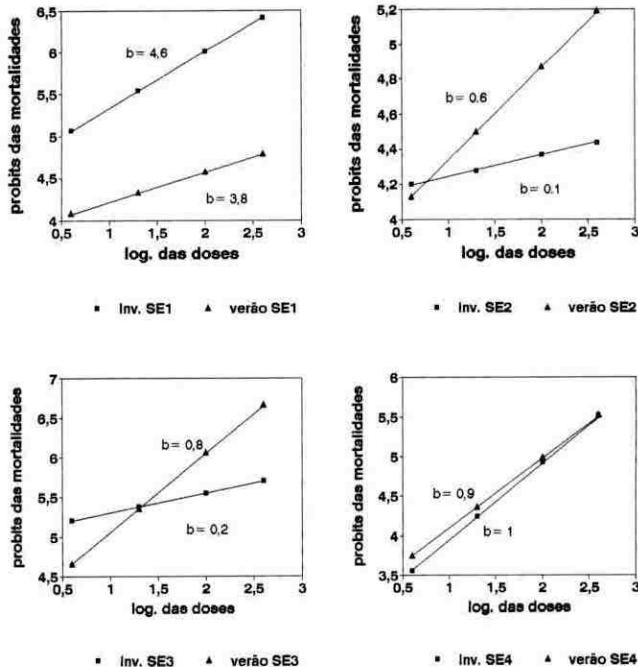 6,5
6
5,5
5
4,5
4
probits das mortalidades
b = 4,6
b = 3,8
0,5 1 1,5 2 2,5 3
log. das doses
Inv. SE1 verão SE1
5,2
5
4,8
4,6
4,4
4,2
4
probits das mortalidades
b = 0.6
b = 0.1
0,5 1 1,5 2 2,5 3
log. das doses
Inv. SE2 verão SE2
7
6,5
6
5,5
5
4,5
probits das mortalidades
b = 0,8
b = 0,2
0,5 1 1,5 2 2,5 3
log. das doses
Inv. SE3 verão SE3
6
5,5
5
4,5
4
3,5
probits das mortalidades
b = 0,9
b = 1
0,5 1 1,5 2 2,5 3
log. das doses
Inv. SE4 verão SE4